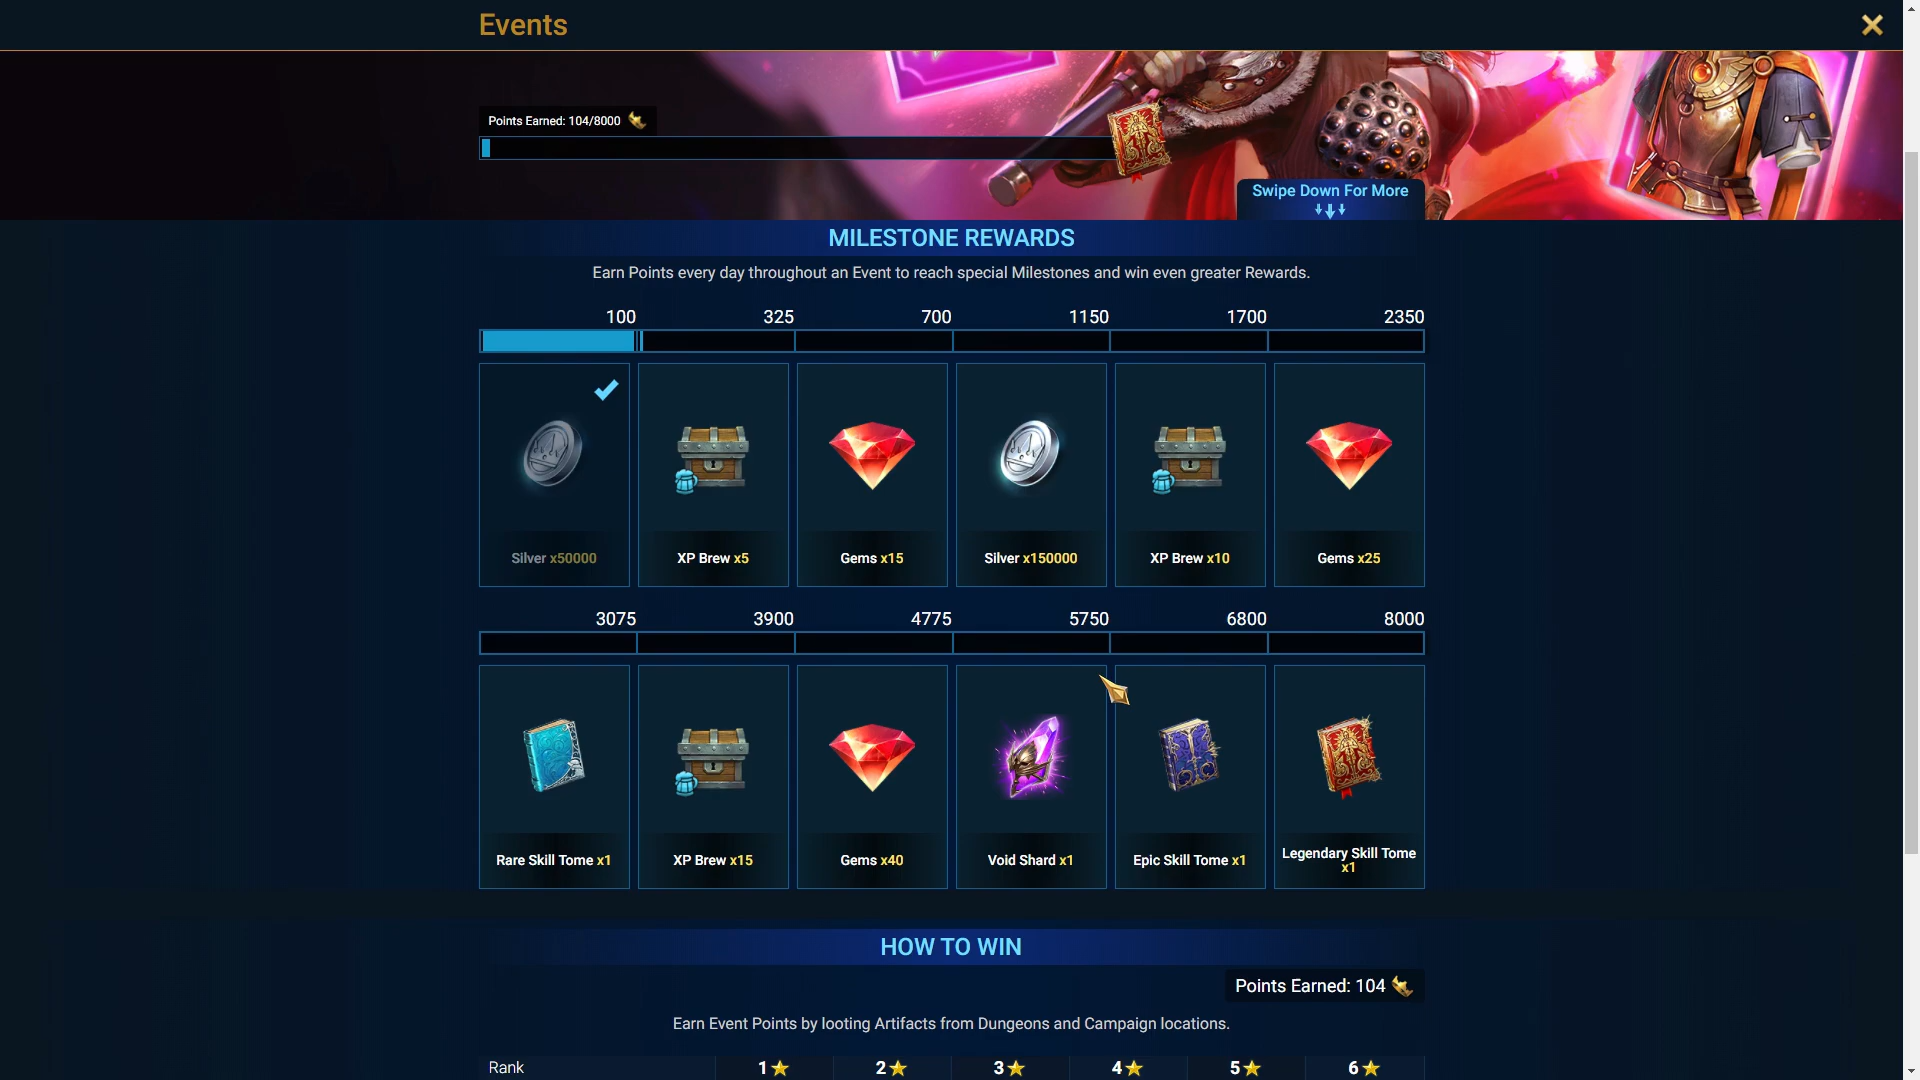 Events
Points Earned: 104/8000
Swipe Down For More
MILESTONE REWARDS
Earn Points every day throughout an Event to reach special Milestones and win even greater Rewards.
100 325 700 1150 1700 2350
Silver x50000 XP Brew x5 Gems x15 Silver x150000 XP Brew x10 Gems x25
3075 3900 4775 5750 6800 8000
Rare Skill Tome x1 XP Brew x15 Gems x40 Void Shard x1 Epic Skill Tome x1 Legendary Skill Tome
x1
HOW TO WIN
Points Earned: 104
Earn Event Points by looting Artifacts from Dungeons and Campaign locations.
Rank 1 2 3 4 5 6